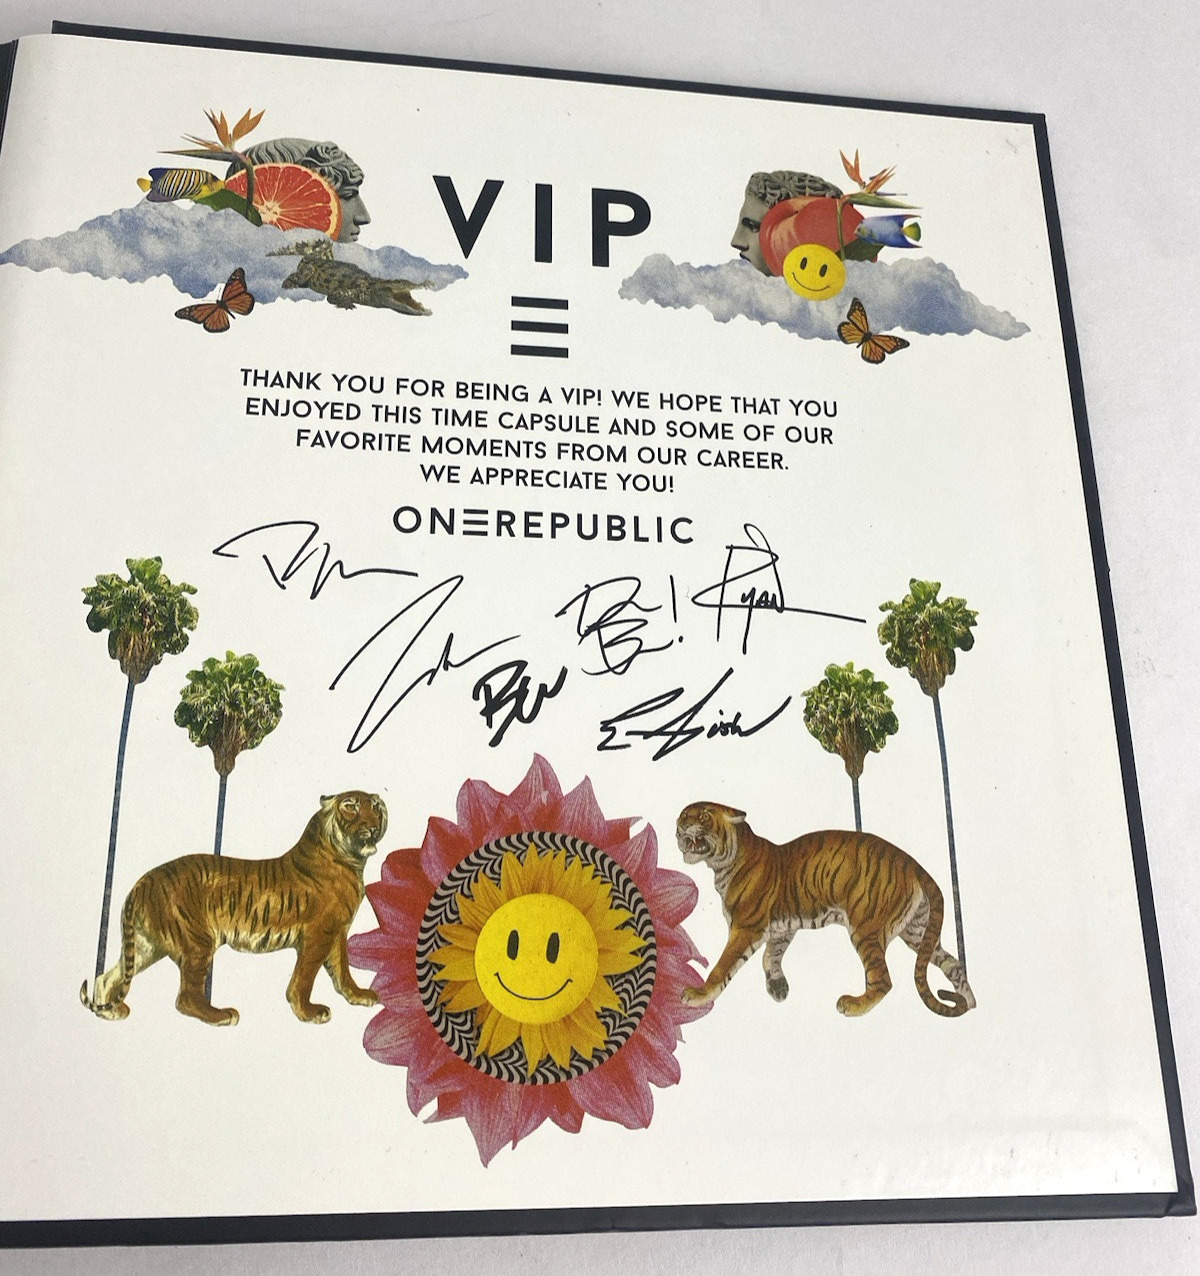 VIP
THANK YOU FOR BEING A VIP! WE HOPE THAT YOU
ENJOYED THIS TIME CAPSULE AND SOME OF OUR
FAVORITE MOMENTS FROM OUR CAREER.
WE APPRECIATE YOU!
ONEREPUBLIC
RYAN